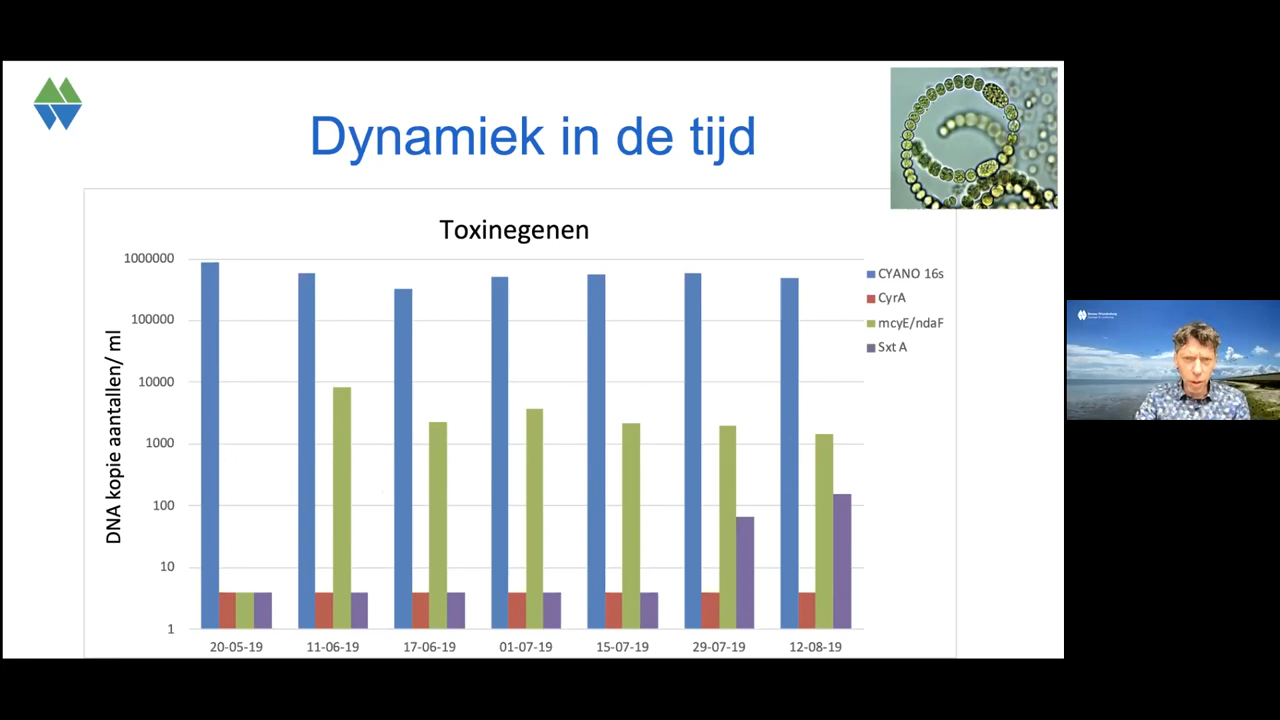 Dynamiek in de tijd
Toxinegenen
DNA kopie aantallen/ ml
1000000
100000
10000
1000
100
10
1
20-05-19
11-06-19
17-06-19
01-07-19
15-07-19
29-07-19
12-08-19
CYANO 16s
CyrA
mcyE/ndaF
Sxt A